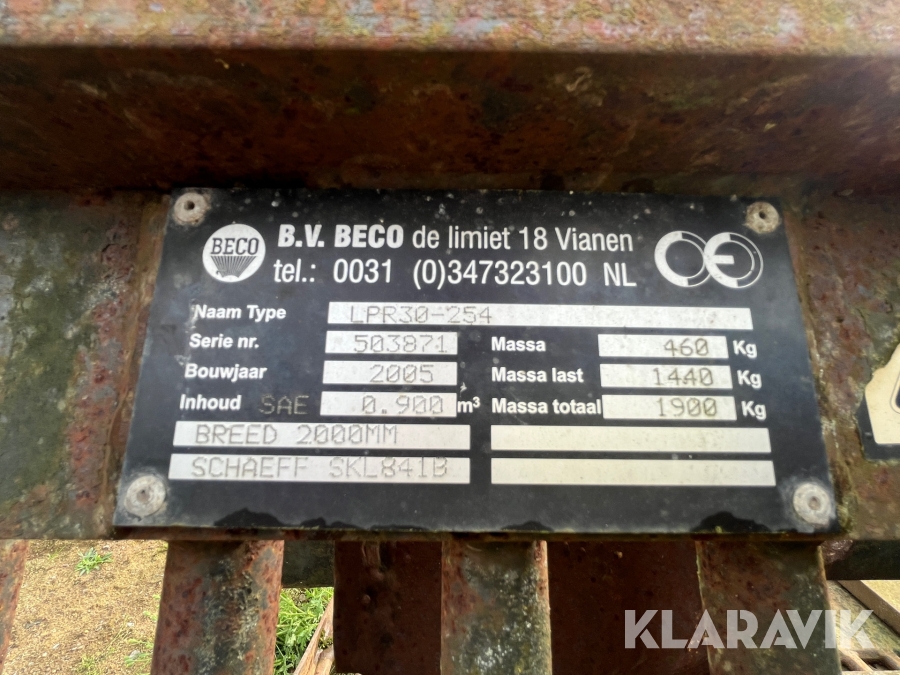 KLARAVIK
BECO
B.V. BECO de limiet 18 Vianen
tel.: 0031 (0)347323100 NL
CE
Naam Type LPR30-254
Serie nr. 503871 Massa 460 Kg
Bouwjaar 2005 Massa last 1440 Kg
Inhoud SAE 0.900 m³ Massa totaal 1900 Kg
BREED 2000MM
SCHAEFF SKL841B
KLARAVIK